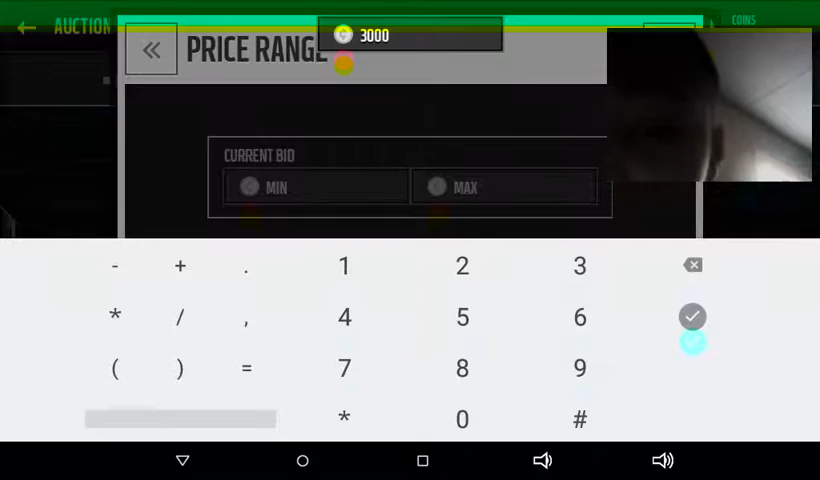 AUCTION
COINS
3000
PRICE RANGE
CURRENT BID
MIN
MAX
- + . 1 2 3
* / , 4 5 6
( ) = 7 8 9
* 0 #